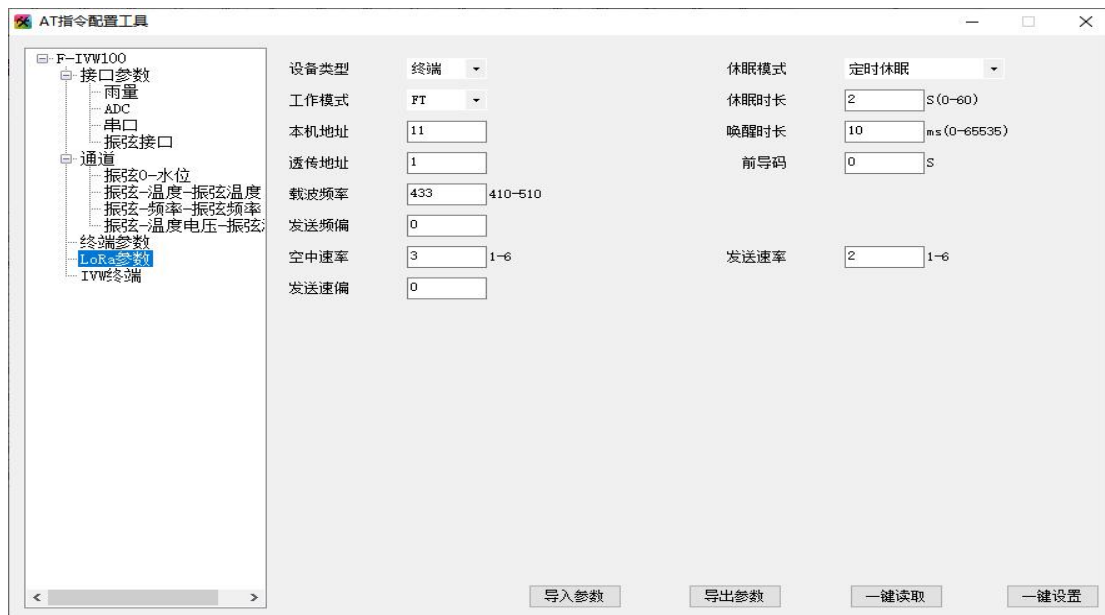 AT指令配置工具
F-IVW100
接口参数
雨量
ADC
串口
振弦接口
通道
振弦0-水位
振弦-温度-振弦温度
振弦-频率-振弦频率
振弦-温度电压-振弦
终端参数
LoRa参数
IVW终端
设备类型 终端 休眠模式 定时休眠
工作模式 FT 休眠时长 2 S(0-60)
本机地址 11 唤醒时长 10 ms(0-65535)
透传地址 1 前导码 0 S
载波频率 433 410-510
发送频偏 0
空中速率 3 1-6 发送速率 2 1-6
发送速偏 0
导入参数 导出参数 一键读取 一键设置